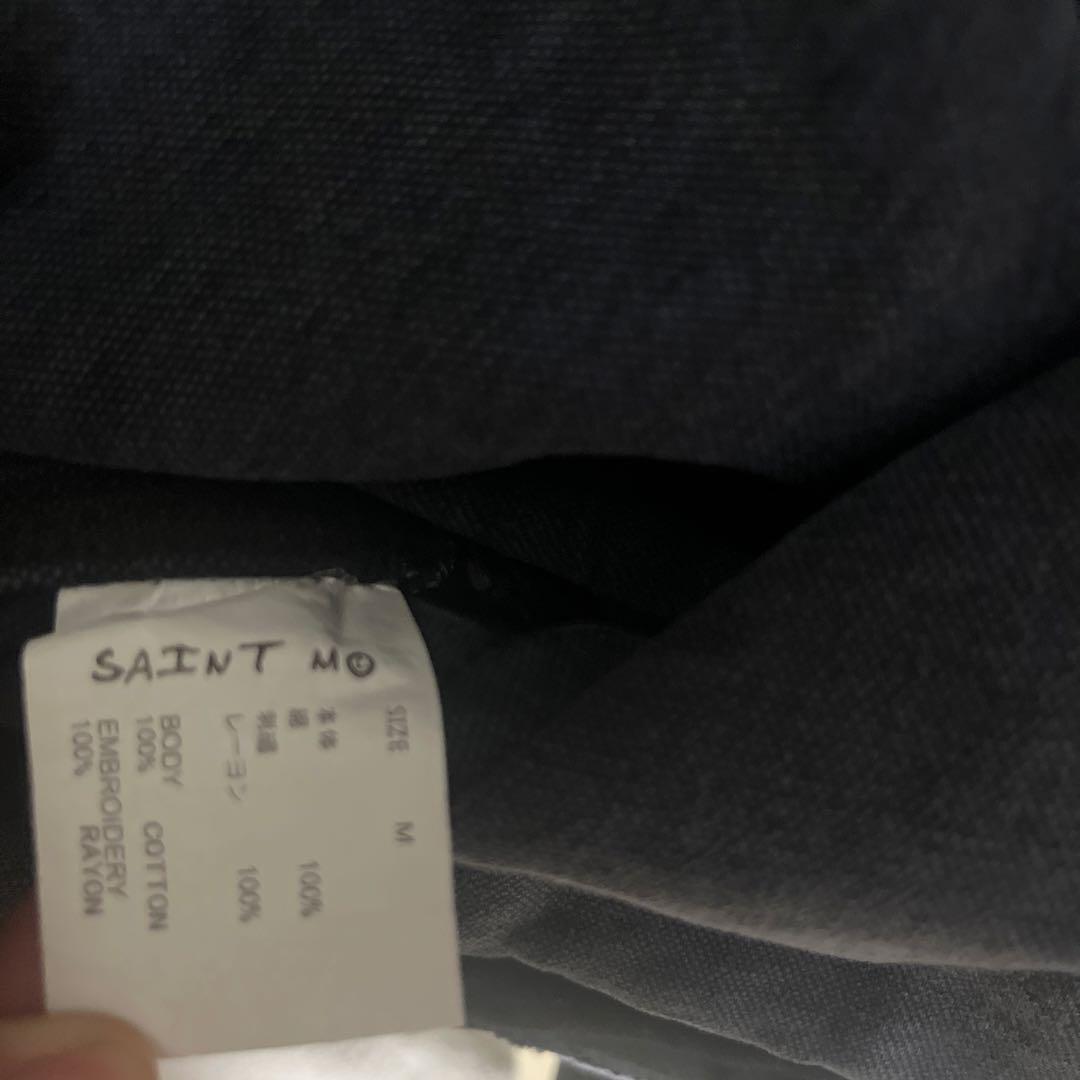 SAINT M©
SIZE M
本体
綿 100%
刺繍
レーヨン 100%
BODY
100% COTTON
EMBROIDERY
100% RAYON